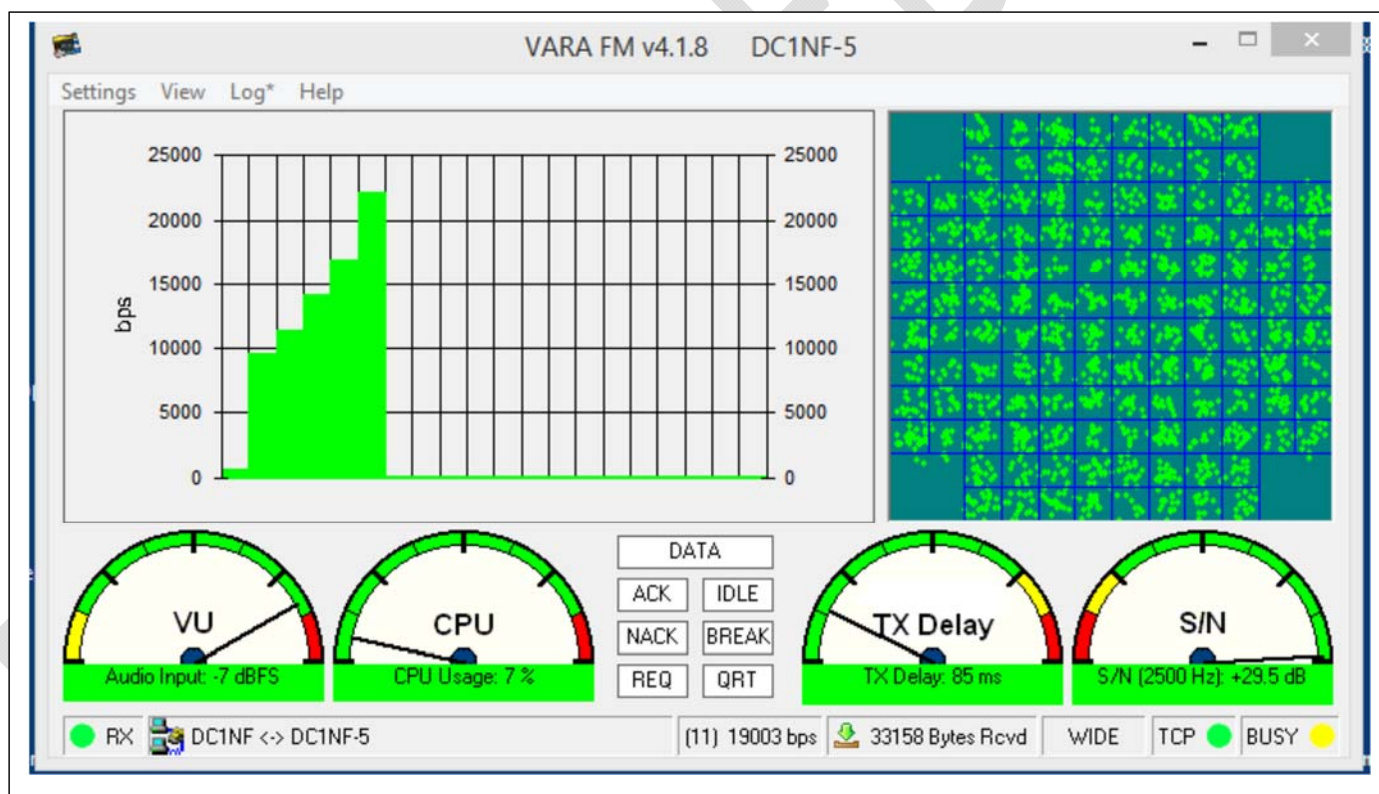 VARA FM v4.1.8 DC1NF-5
Settings View Log* Help
25000 25000
20000 20000
15000 15000
10000 10000
5000 5000
0 0
bps
VU
Audio Input: -7 dBFS
CPU
CPU Usage: 7 %
DATA
ACK IDLE
NACK BREAK
REQ QRT
TX Delay
TX Delay: 85 ms
S/N
S/N (2500 Hz): +29.5 dB
RX DC1NF <-> DC1NF-5 (11) 19003 bps 33158 Bytes Rcvd WIDE TCP BUSY